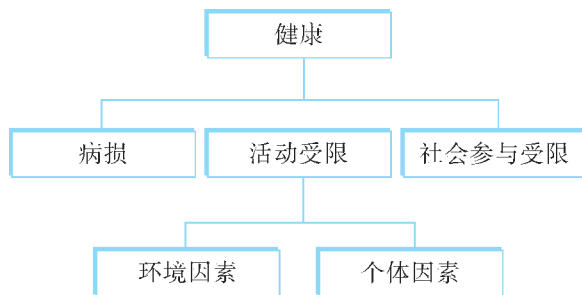 健康
病损
活动受限
社会参与受限
环境因素
个体因素